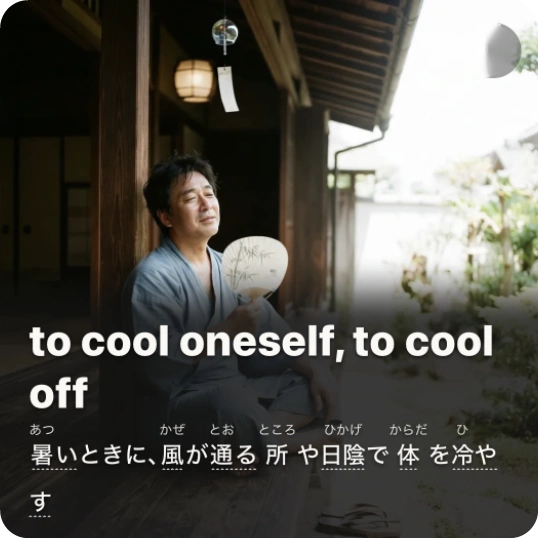 to cool oneself, to cool
off
あつ かぜ とお ところ ひかげ からだ ひ
暑いときに、風が通る所や日陰で体を冷や
す